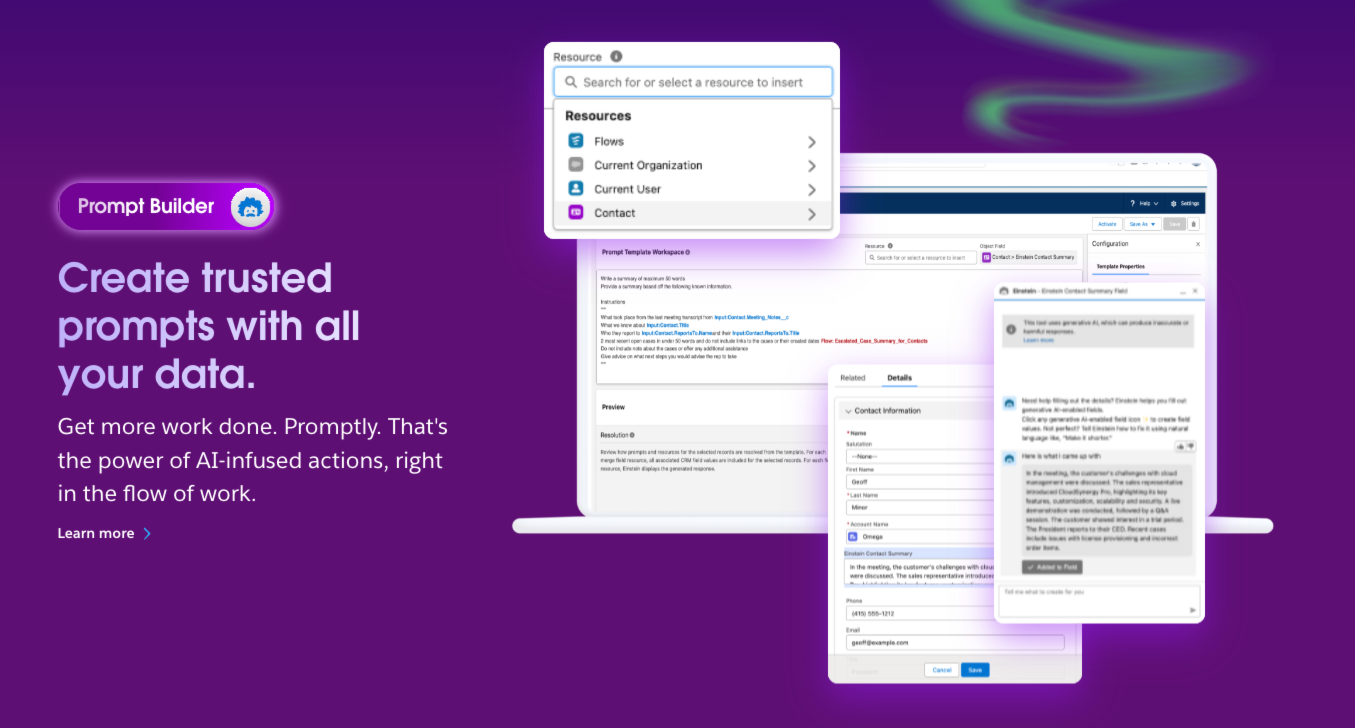 Prompt Builder
Create trusted
prompts with all
your data.
Get more work done. Promptly. That's
the power of AI-infused actions, right
in the flow of work.
Learn more
Resource
Search for or select a resource to insert
Resources
Flows
Current Organization
Current User
Contact
Help
Settings
Activate
Save As
Save
Prompt Template Workspace
Resource
Search for or select a resource to insert
Object Field
Contact > Einstein Contact Summary
Configuration
Template Properties
Write a summary of maximum 50 words
Provide a summary based off the following known information.
Instructions
"""
What took place from the last meeting transcript from Input:Contact.Meeting_Notes__c
What we know about Input:Contact.Title
Who they report to Input:Contact.ReportsTo.Name and their Input:Contact.ReportsTo.Title
2 most recent open cases in under 50 words and do not include links to the cases or their created dates Flow: Escalated_Case_Summary_for_Contacts
Do not include note about the cases or offer any additional assistance
Give advice on what next steps you would advise the rep to take
"""
Preview
Resolution
Review how prompts and resources for the selected records are resolved from the template. For each
merge field resource, all associated CRM field values are included for the selected records. For each
resource, Einstein displays the generated response.
Related
Details
Contact Information
* Name
Salutation
--None--
First Name
Geoff
* Last Name
Minor
* Account Name
Omega
Einstein Contact Summary
In the meeting, the customer's challenges with clou
were discussed. The sales representative introduced
Phone
(415) 555-1212
Email
geoff@example.com
Cancel
Save
Einstein - Einstein Contact Summary Field
This tool uses generative AI, which can produce inaccurate or
harmful responses.
Learn more
Need help filling out the details? Einstein helps you fill out
generative AI-enabled fields.
Click any generative AI-enabled field icon ✨ to create field
values. Not perfect? Tell Einstein how to fix it using natural
language like, "Make it shorter."
Here is what I came up with
In the meeting, the customer's challenges with cloud
management were discussed. The sales representative
introduced CloudSynergy Pro, highlighting its key
features, customization, scalability and security. A live
demonstration was conducted, followed by a Q&A
session. The customer showed interest in a trial period.
The President reports to their CEO. Recent cases
include issues with license provisioning and incorrect
order items.
Added to Field
Tell me what to create for you